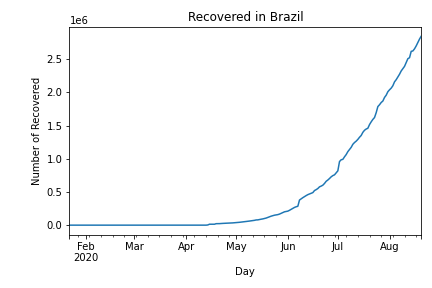 Recovered in Brazil
1e6
2.5
2.0
1.5
1.0
0.5
0.0
Number of Recovered
Feb Mar Apr May Jun Jul Aug
2020
Day